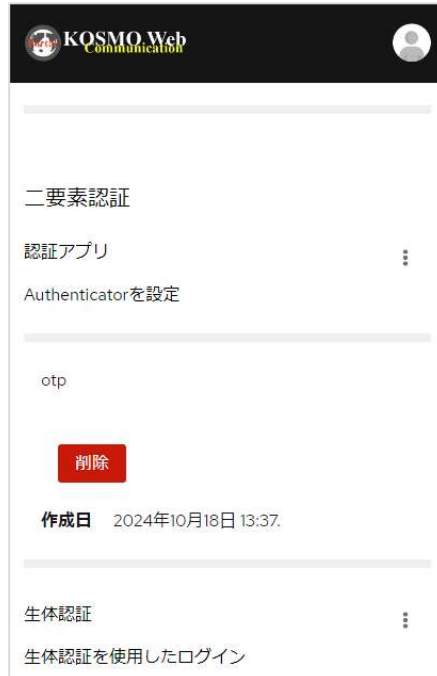 KOSMO Web
Communication
二要素認証
認証アプリ
Authenticatorを設定
otp
削除
作成日 2024年10月18日 13:37.
生体認証
生体認証を使用したログイン